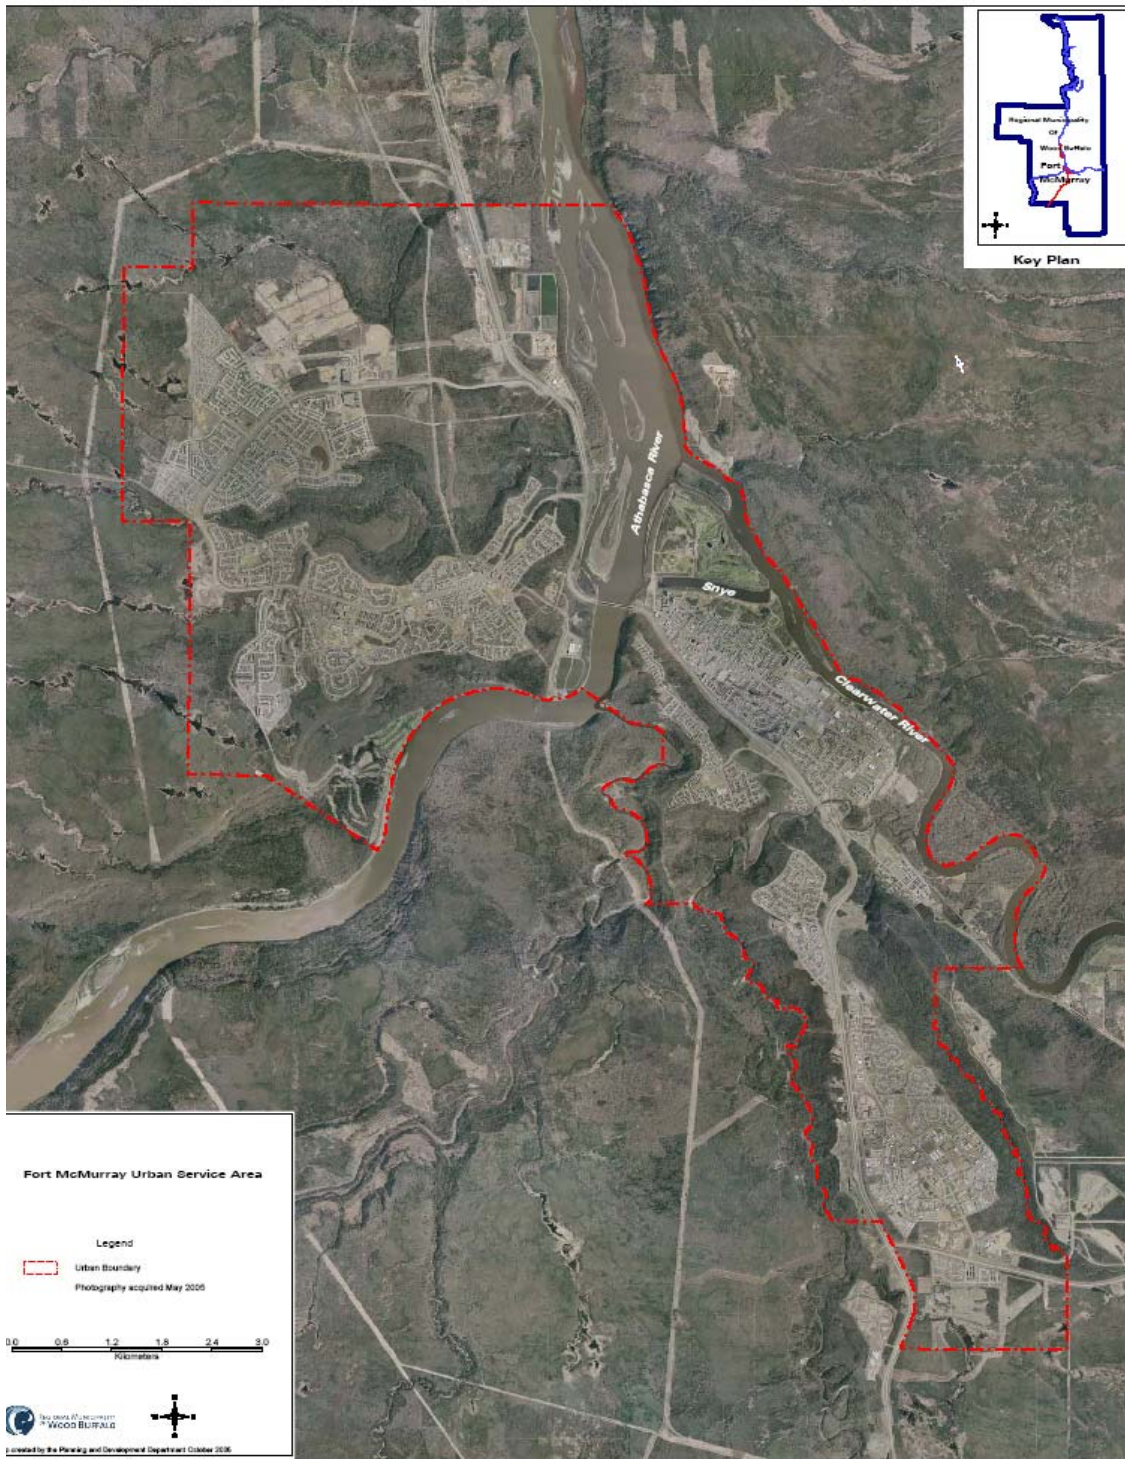 Regional Municipality
Of
Wood Buffalo
Fort
McMurray
Key Plan
Athabasca River
Snye
Clearwater River
Fort McMurray Urban Service Area
Legend
Urban Boundary
Photography acquired May 2005
0.0 0.6 1.2 1.8 2.4 3.0
Kilometers
REGIONAL MUNICIPALITY
OF WOOD BUFFALO
created by the Planning and Development Department October 2006